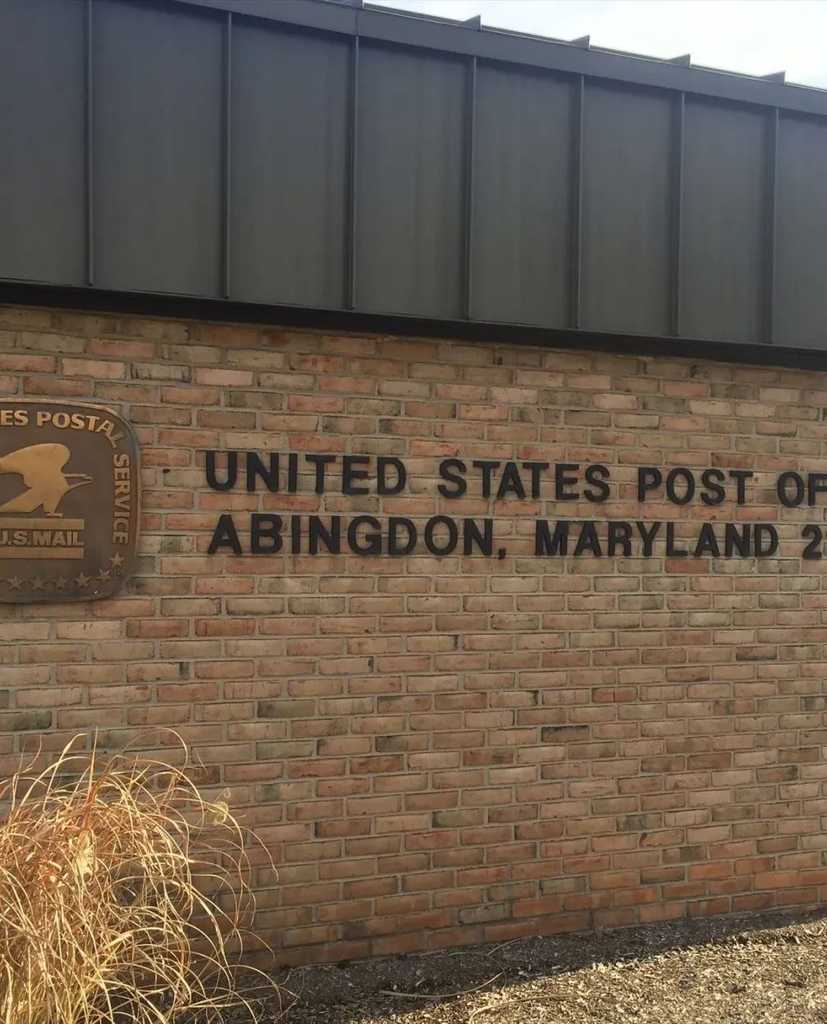 ES POSTAL SERVICE
U.S.MAIL
UNITED STATES POST OF
ABINGDON, MARYLAND 2